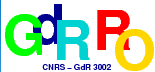 GdR RO
CNRS – GdR 3002